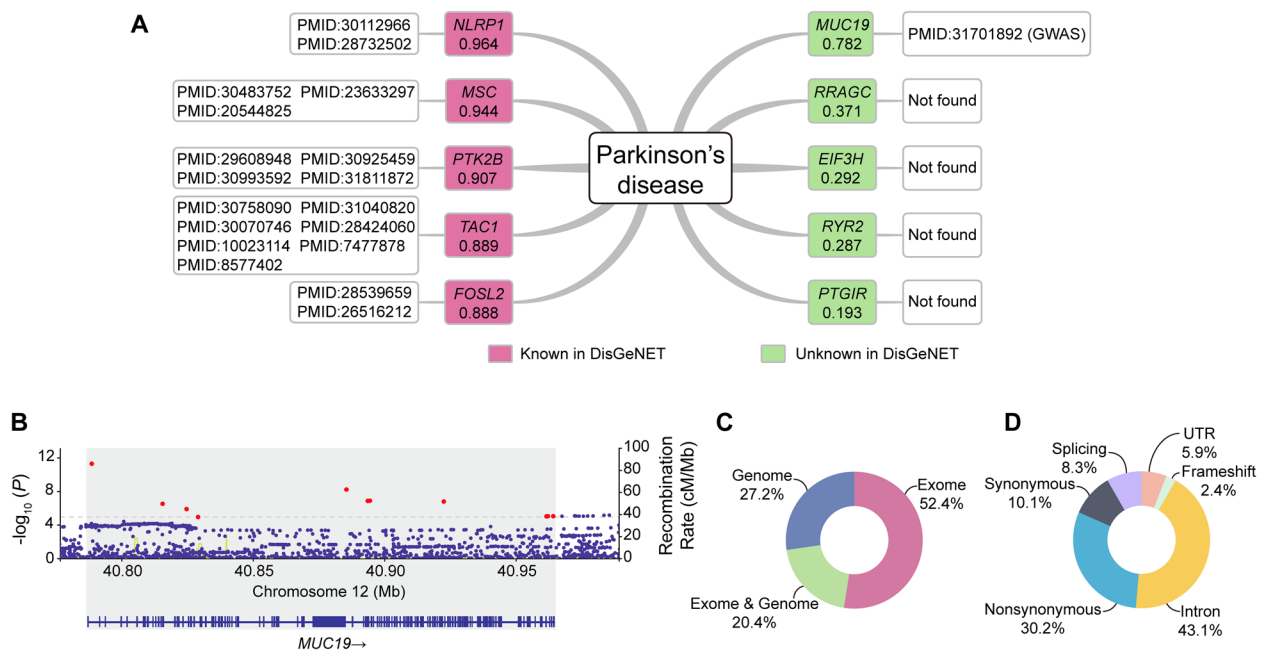 A
PMID:30112966
PMID:28732502
NLRP1
0.964
PMID:30483752 PMID:23633297
PMID:20544825
MSC
0.944
PMID:29608948 PMID:30925459
PMID:30993592 PMID:31811872
PTK2B
0.907
PMID:30758090 PMID:31040820
PMID:30070746 PMID:28424060
PMID:10023114 PMID:7477878
PMID:8577402
TAC1
0.889
PMID:28539659
PMID:26516212
FOSL2
0.888
Parkinson's
disease
MUC19
0.782
PMID:31701892 (GWAS)
RRAGC
0.371
Not found
EIF3H
0.292
Not found
RYR2
0.287
Not found
PTGIR
0.193
Not found
Known in DisGeNET
Unknown in DisGeNET
B
-log10 (P)
12
8
4
0
100
80
60
40
20
0
Recombination
Rate (cM/Mb)
40.80
40.85
40.90
40.95
Chromosome 12 (Mb)
MUC19→
C
Genome
27.2%
Exome
52.4%
Exome & Genome
20.4%
D
UTR
5.9%
Splicing
8.3%
Frameshift
2.4%
Synonymous
10.1%
Nonsynonymous
30.2%
Intron
43.1%